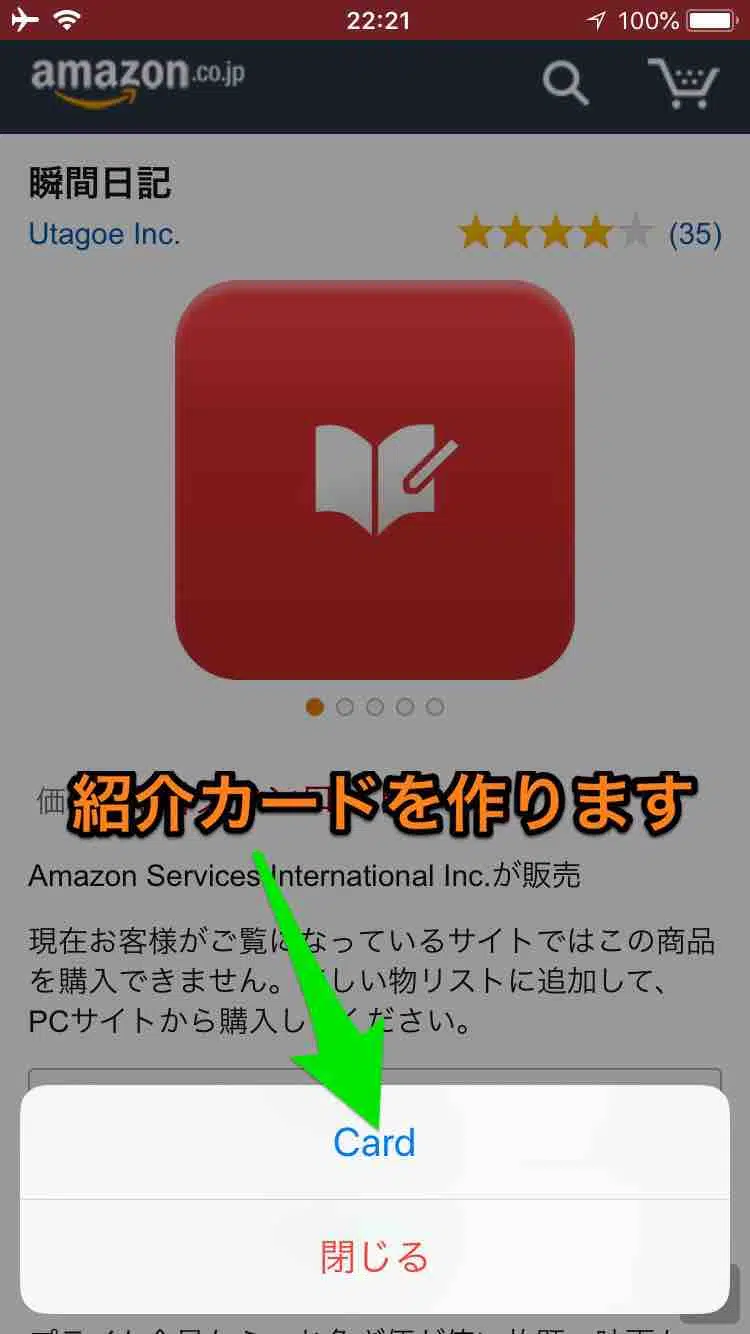 22:21
100%
amazon.co.jp
瞬間日記
Utagoe Inc.
(35)
価
紹介カードを作ります
Amazon Services International Inc.が販売
現在お客様がご覧になっているサイトではこの商品
を購入できません。 しい物リストに追加して、
PCサイトから購入し ください。
Card
閉じる